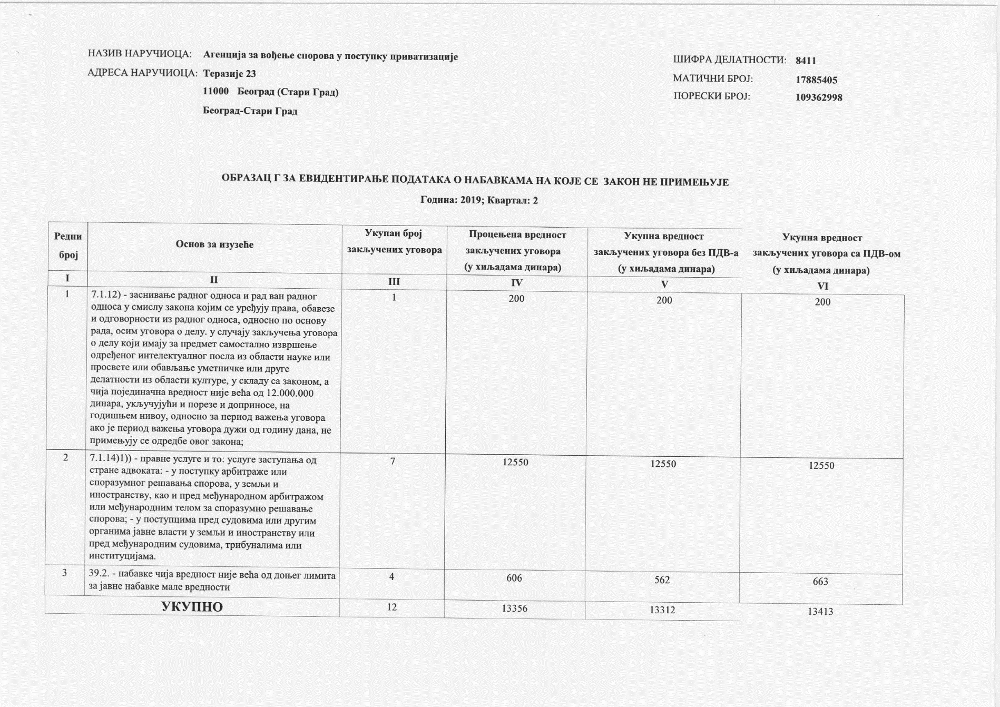 НАЗИВ НАРУЧИОЦА: Агенција за вођење спорова у поступку приватизације
АДРЕСА НАРУЧИОЦА: Теразије 23
11000 Београд (Стари Град)
Београд-Стари Град
ШИФРА ДЕЛАТНОСТИ: 8411
МАТИЧНИ БРОЈ: 17885405
ПОРЕСКИ БРОЈ: 109362998
ОБРАЗАЦ Г ЗА ЕВИДЕНТИРАЊЕ ПОДАТАКА О НАБАВКАМА НА КОЈЕ СЕ ЗАКОН НЕ ПРИМЕЊУЈЕ
Година: 2019; Квартал: 2
Редни
број
Основ за изузеће
Укупан број
закључених уговора
Процењена вредност
закључених уговора
(у хиљадама динара)
Укупна вредност
закључених уговора без ПДВ-а
(у хиљадама динара)
Укупна вредност
закључених уговора са ПДВ-ом
(у хиљадама динара)
I II III IV V VI
1
7.1.12) - заснивање радног односа и рад ван радног
односа у смислу закона којим се уређују права, обавезе
и одговорности из радног односа, односно по основу
рада, осим уговора о делу. у случају закључења уговора
о делу који имају за предмет самостално извршење
одређеног интелектуалног посла из области науке или
просвете или обављање уметничке или друге
делатности из области културе, у складу са законом, а
чија појединачна вредност није већа од 12.000.000
динара, укључујући и порезе и доприносе, на
годишњем нивоу, односно за период важења уговора
ако је период важења уговора дужи од годину дана, не
примењују се одредбе овог закона;
1 200 200 200
2
7.1.14)1)) - правне услуге и то: услуге заступања од
стране адвоката: - у поступку арбитраже или
споразумног решавања спорова, у земљи и
иностранству, као и пред међународном арбитражом
или међународним телом за споразумно решавање
спорова; - у поступцима пред судовима или другим
органима јавне власти у земљи и иностранству или
пред међународним судовима, трибуналима или
институцијама.
7 12550 12550 12550
3
39.2. - набавке чија вредност није већа од доњег лимита
за јавне набавке мале вредности
4 606 562 663
УКУПНО 12 13356 13312 13413